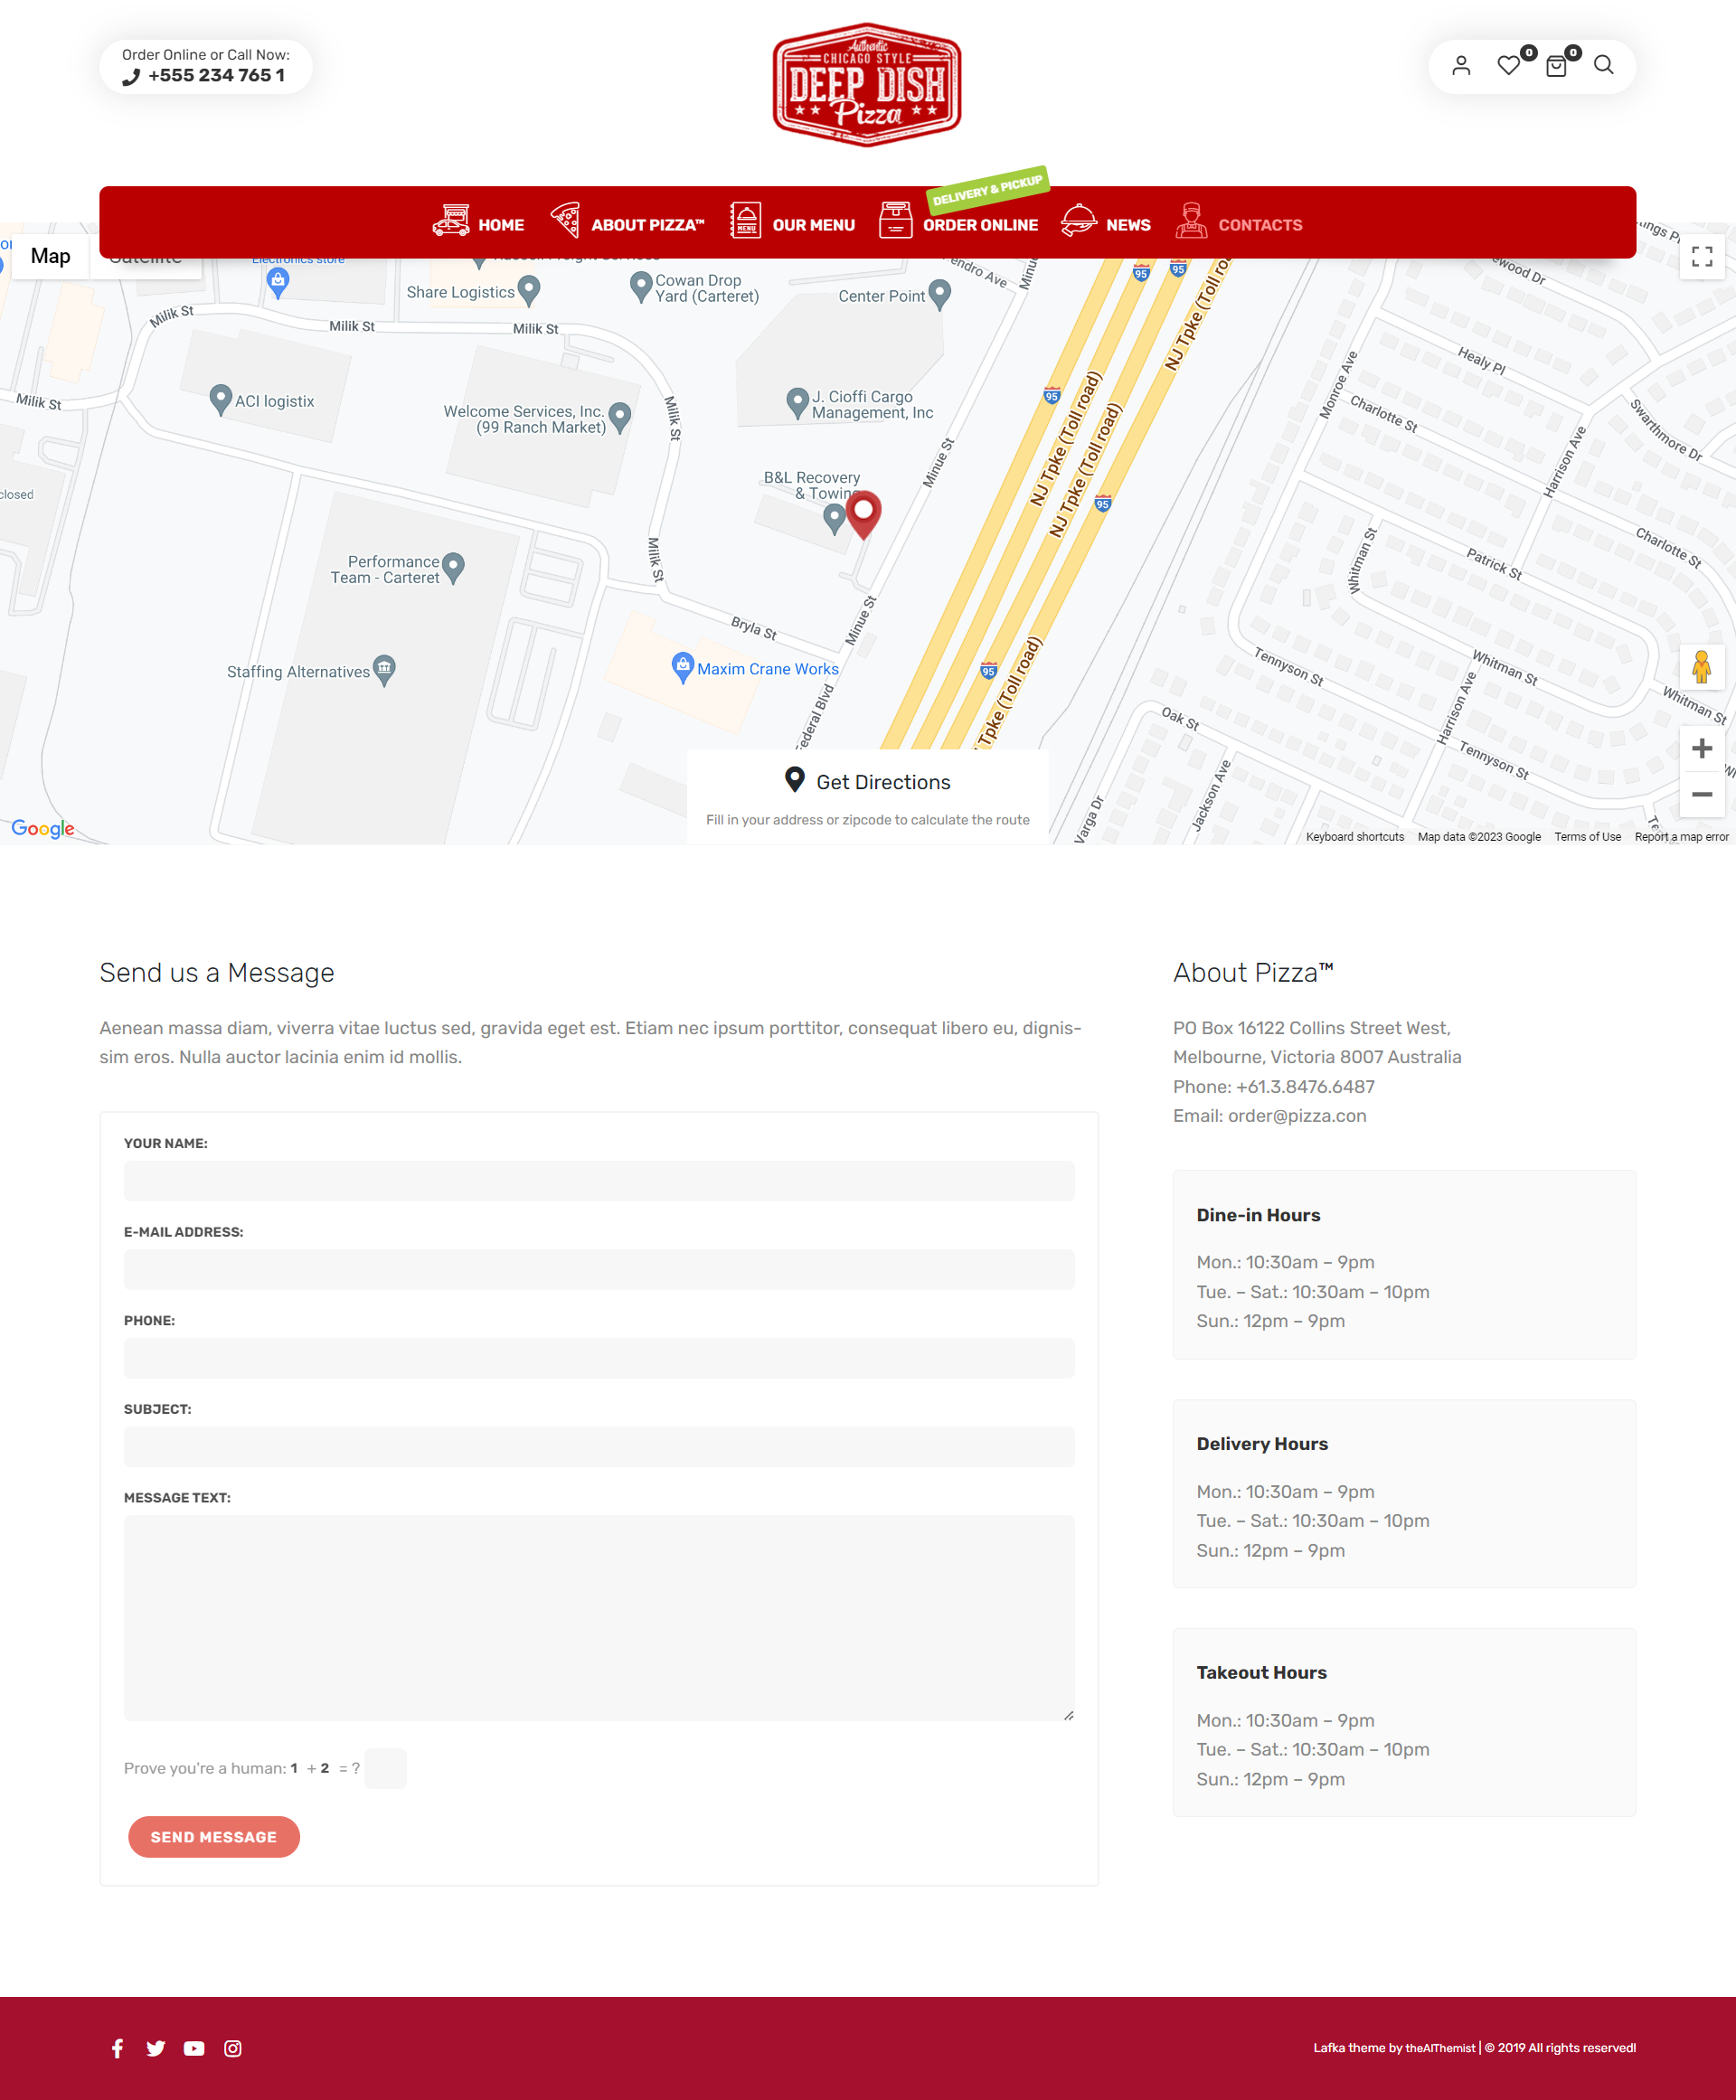 Order Online or Call Now:
+555 234 765 1
Authentic
CHICAGO STYLE
DEEP DISH
Pizza
0
0
DELIVERY & PICKUP
HOME
ABOUT PIZZA™
MENU
OUR MENU
ORDER ONLINE
NEWS
CONTACTS
Map
Satellite
Electronics store
Share Logistics
Cowan Drop
Yard (Carteret)
Center Point
Milik St
Milik St
Milik St
Milik St
ACI logistix
Welcome Services, Inc.
(99 Ranch Market)
Milik St
J. Cioffi Cargo
Management, Inc
Minue St
B&L Recovery
& Towing
Milik St
Performance
Team - Carteret
Bryla St
Minue St
Staffing Alternatives
Maxim Crane Works
Federal Blvd
95
95
95
95
95
NJ Tpke (Toll road)
NJ Tpke (Toll road)
NJ Tpke (Toll road)
Tpke (Toll road)
Monroe Ave
Healy Pl
Charlotte St
Swarthmore Dr
Harrison Ave
Charlotte St
Patrick St
Whitman St
Tennyson St
Whitman St
Whitman St
Harrison Ave
Oak St
Tennyson St
Jackson Ave
Varga Dr
closed
Get Directions
Fill in your address or zipcode to calculate the route
Google
Keyboard shortcuts
Map data ©2023 Google
Terms of Use
Report a map error
Send us a Message
Aenean massa diam, viverra vitae luctus sed, gravida eget est. Etiam nec ipsum porttitor, consequat libero eu, dignis-
sim eros. Nulla auctor lacinia enim id mollis.
YOUR NAME:
E-MAIL ADDRESS:
PHONE:
SUBJECT:
MESSAGE TEXT:
Prove you're a human: 1 + 2 = ?
SEND MESSAGE
About Pizza™
PO Box 16122 Collins Street West,
Melbourne, Victoria 8007 Australia
Phone: +61.3.8476.6487
Email: order@pizza.con
Dine-in Hours
Mon.: 10:30am – 9pm
Tue. – Sat.: 10:30am – 10pm
Sun.: 12pm – 9pm
Delivery Hours
Mon.: 10:30am – 9pm
Tue. – Sat.: 10:30am – 10pm
Sun.: 12pm – 9pm
Takeout Hours
Mon.: 10:30am – 9pm
Tue. – Sat.: 10:30am – 10pm
Sun.: 12pm – 9pm
Lafka theme by theAlThemist | © 2019 All rights reserved!